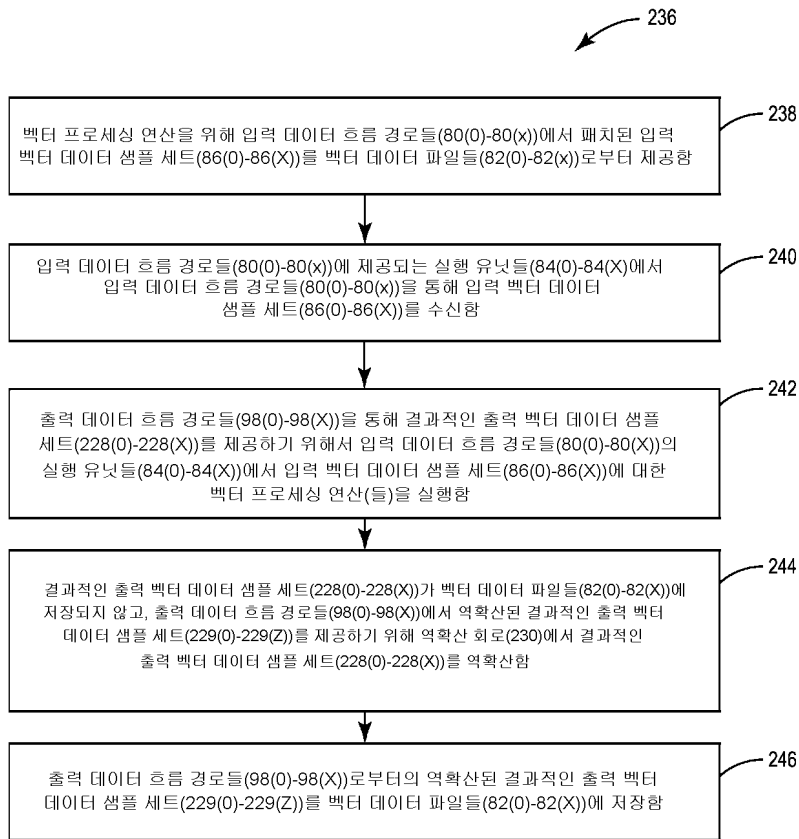 236
238
벡터 프로세싱 연산을 위해 입력 데이터 흐름 경로들(80(0)-80(x))에서 패치된 입력
벡터 데이터 샘플 세트(86(0)-86(X))를 벡터 데이터 파일들(82(0)-82(x))로부터 제공함
240
입력 데이터 흐름 경로들(80(0)-80(x))에 제공되는 실행 유닛들(84(0)-84(X)에서
입력 데이터 흐름 경로들(80(0)-80(x))을 통해 입력 벡터 데이터
샘플 세트(86(0)-86(X))를 수신함
242
출력 데이터 흐름 경로들(98(0)-98(X))을 통해 결과적인 출력 벡터 데이터 샘플
세트(228(0)-228(X))를 제공하기 위해서 입력 데이터 흐름 경로들(80(0)-80(X))의
실행 유닛들(84(0)-84(X))에서 입력 벡터 데이터 샘플 세트(86(0)-86(X))에 대한
벡터 프로세싱 연산(들)을 실행함
244
결과적인 출력 벡터 데이터 샘플 세트(228(0)-228(X))가 벡터 데이터 파일들(82(0)-82(X))에
저장되지 않고, 출력 데이터 흐름 경로들(98(0)-98(X))에서 역확산된 결과적인 출력 벡터
데이터 샘플 세트(229(0)-229(Z))를 제공하기 위해 역확산 회로(230)에서 결과적인
출력 벡터 데이터 샘플 세트(228(0)-228(X))를 역확산함
246
출력 데이터 흐름 경로들(98(0)-98(X))로부터의 역확산된 결과적인 출력 벡터
데이터 샘플 세트(229(0)-229(Z))를 벡터 데이터 파일들(82(0)-82(X))에 저장함